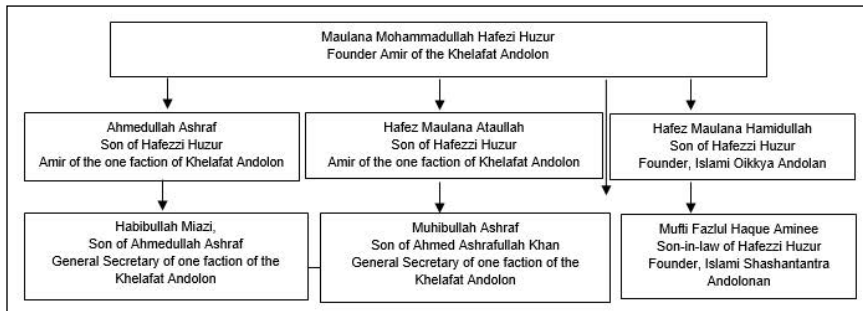 Maulana Mohammadullah Hafezi Huzur
Founder Amir of the Khelafat Andolon
Ahmedullah Ashraf
Son of Hafezzi Huzur
Amir of the one faction of Khelafat Andolon
Hafez Maulana Ataullah
Son of Hafezzi Huzur
Amir of the one faction of Khelafat Andolon
Hafez Maulana Hamidullah
Son of Hafezzi Huzur
Founder, Islami Oikkya Andolan
Habibullah Miazi,
Son of Ahmedullah Ashraf
General Secretary of one faction of the
Khelafat Andolon
Muhibullah Ashraf
Son of Ahmed Ashrafullah Khan
General Secretary of one faction of the
Khelafat Andolon
Mufti Fazlul Haque Aminee
Son-in-law of Hafezzi Huzur
Founder, Islami Shashantantra
Andolonan